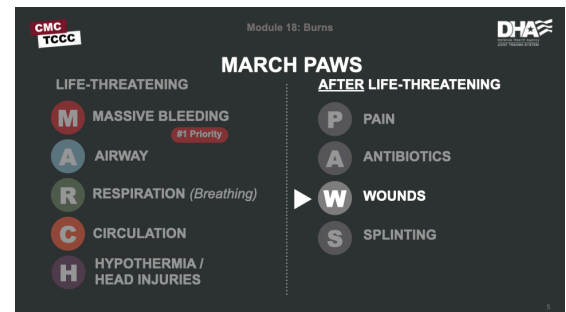 CMC
TCCC
Module 18: Burns
DHA
MARCH PAWS
LIFE-THREATENING
M MASSIVE BLEEDING
#1 Priority
A AIRWAY
R RESPIRATION (Breathing)
C CIRCULATION
H HYPOTHERMIA /
HEAD INJURIES
AFTER LIFE-THREATENING
P PAIN
A ANTIBIOTICS
W WOUNDS
S SPLINTING
5